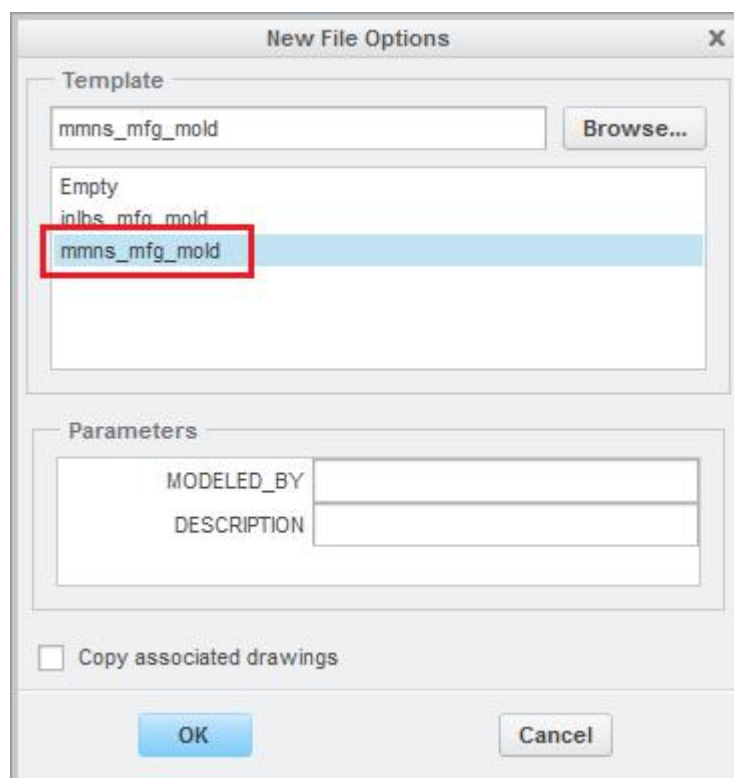 New File Options X
Template
mmns_mfg_mold Browse...
Empty
inlbs_mfg_mold
mmns_mfg_mold
Parameters
MODELED_BY
DESCRIPTION
Copy associated drawings
OK Cancel